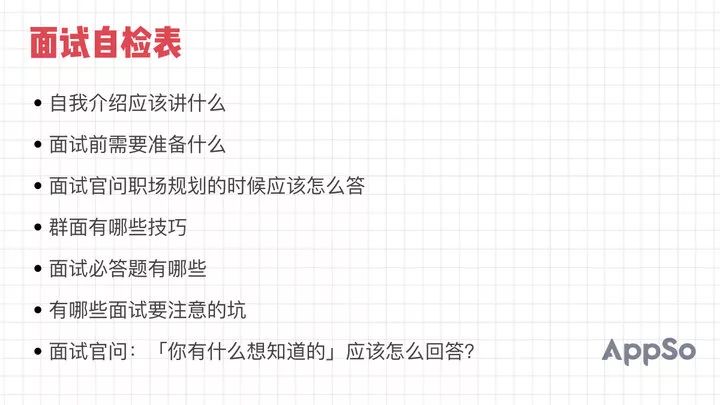 面试自检表
• 自我介绍应该讲什么
• 面试前需要准备什么
• 面试官问职场规划的时候应该怎么答
• 群面有哪些技巧
• 面试必答题有哪些
• 有哪些面试要注意的坑
• 面试官问：「你有什么想知道的」应该怎么回答？
AppSo